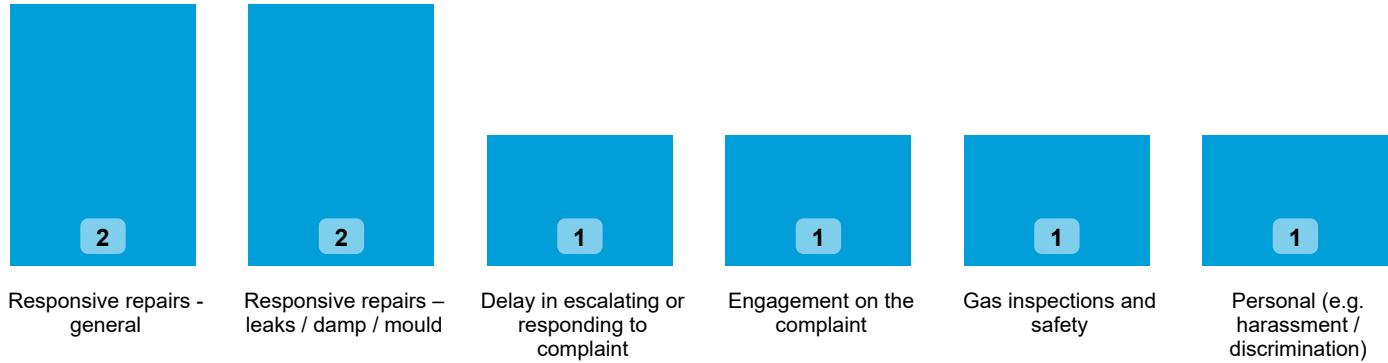 2
2
1
1
1
1
Responsive repairs -
general
Responsive repairs –
leaks / damp / mould
Delay in escalating or
responding to
complaint
Engagement on the
complaint
Gas inspections and
safety
Personal (e.g.
harassment /
discrimination)